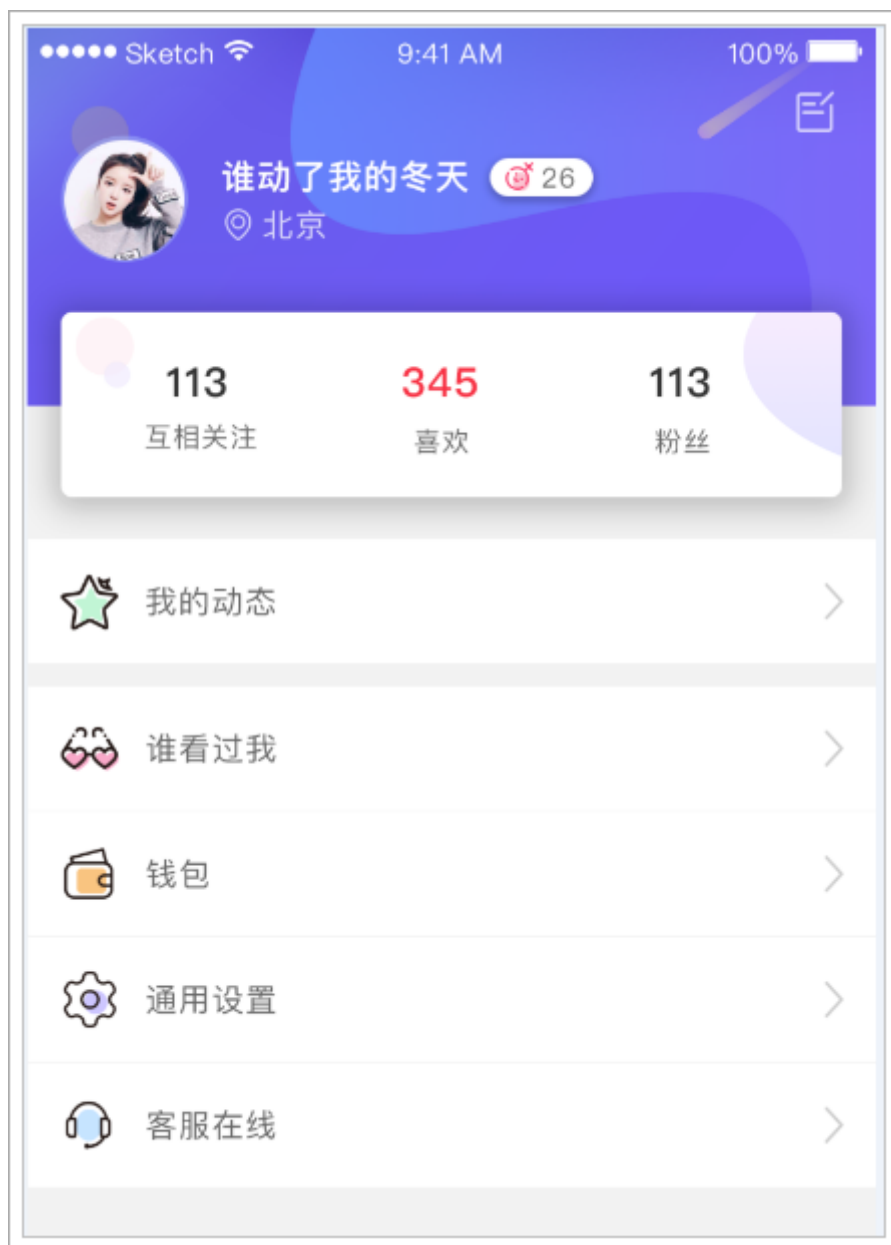 Sketch 9:41 AM 100%
谁动了我的冬天 26
北京
113 345 113
互相关注 喜欢 粉丝
我的动态
谁看过我
钱包
通用设置
客服在线